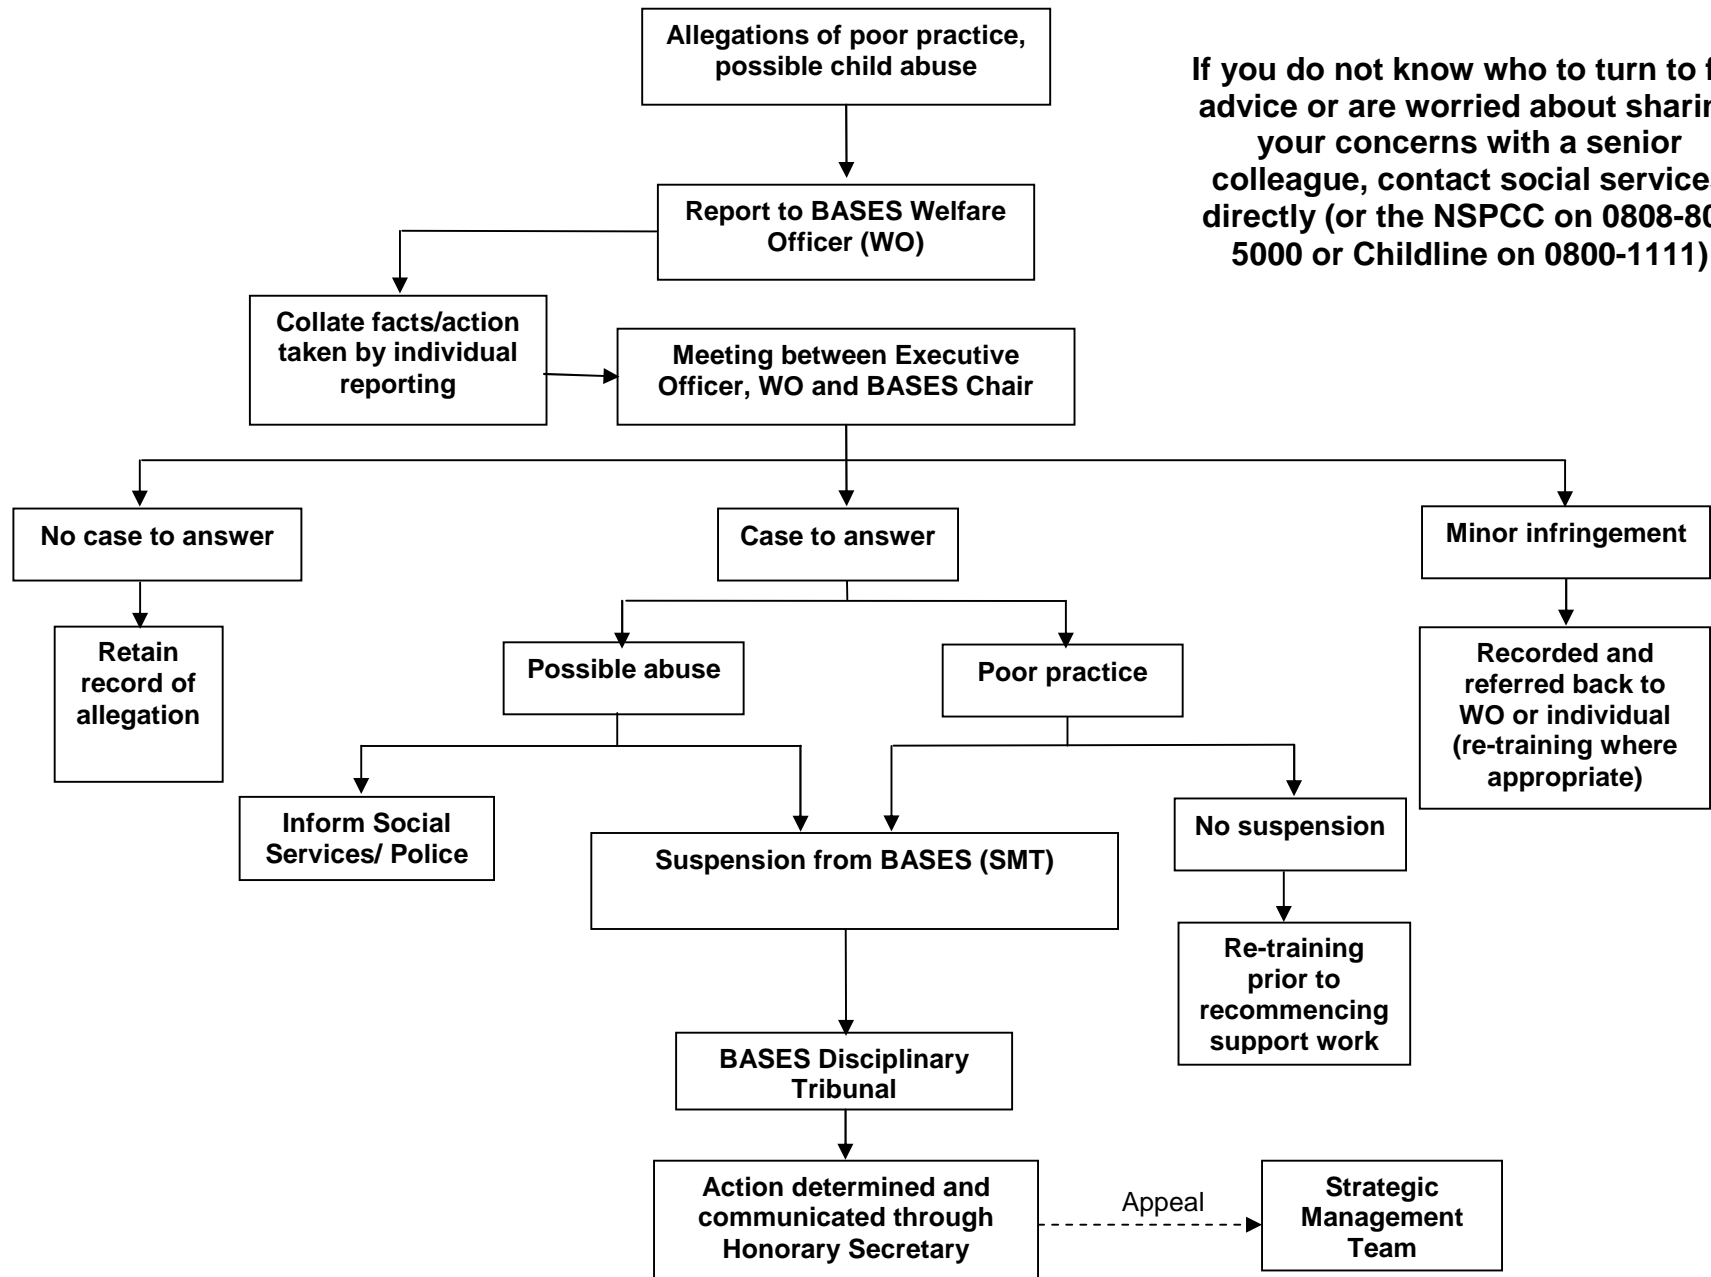 Allegations of poor practice,
possible child abuse
If you do not know who to turn to f
advice or are worried about sharin
your concerns with a senior
colleague, contact social service
directly (or the NSPCC on 0808-80
5000 or Childline on 0800-1111)
Report to BASES Welfare
Officer (WO)
Collate facts/action
taken by individual
reporting
Meeting between Executive
Officer, WO and BASES Chair
No case to answer
Case to answer
Minor infringement
Retain
record of
allegation
Possible abuse
Poor practice
Recorded and
referred back to
WO or individual
(re-training where
appropriate)
Inform Social
Services/ Police
Suspension from BASES (SMT)
No suspension
Re-training
prior to
recommencing
support work
BASES Disciplinary
Tribunal
Action determined and
communicated through
Honorary Secretary
Appeal
Strategic
Management
Team